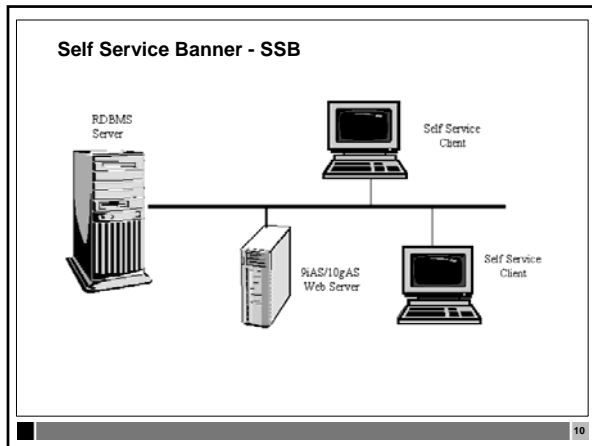 Self Service Banner - SSB
RDBMS
Server
Self Service
Client
9iAS/10gAS
Web Server
Self Service
Client
10